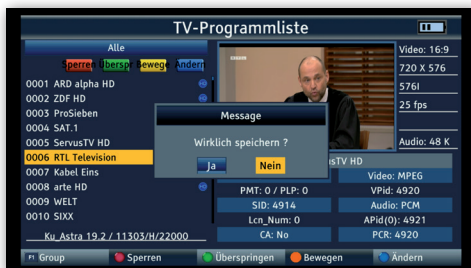 TV-Programmliste
Alle
Sperren Überspr Bewege Ändern
0001 ARD alpha HD
0002 ZDF HD
0003 ProSieben
0004 SAT.1
0005 ServusTV HD
0006 RTL Television
0007 Kabel Eins
0008 arte HD
0009 WELT
0010 SIXX
Ku_Astra 19.2 / 11303/H/22000
Video: 16:9
720 X 576
576I
25 fps
Audio: 48 K
Message
Wirklich speichern ?
Ja Nein
usTV HD
Video: MPEG
PMT: 0 / PLP: 0 VPid: 4920
SID: 4914 Audio: PCM
Lcn_Num: 0 APid(0): 4921
CA: No PCR: 4920
F1 Group Sperren Überspringen Bewegen Ändern